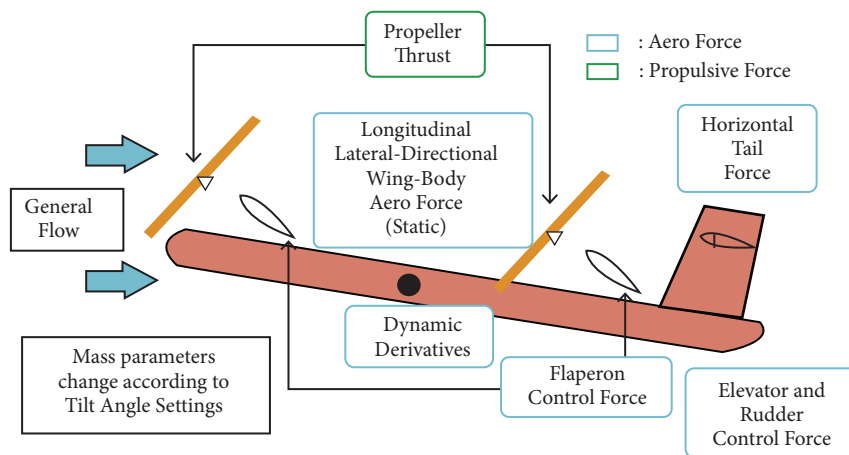 Propeller
Thrust
: Aero Force
: Propulsive Force
Longitudinal
Lateral-Directional
Wing-Body
Aero Force
(Static)
Horizontal
Tail
Force
General
Flow
Dynamic
Derivatives
Mass parameters
change according to
Tilt Angle Settings
Flaperon
Control Force
Elevator and
Rudder
Control Force